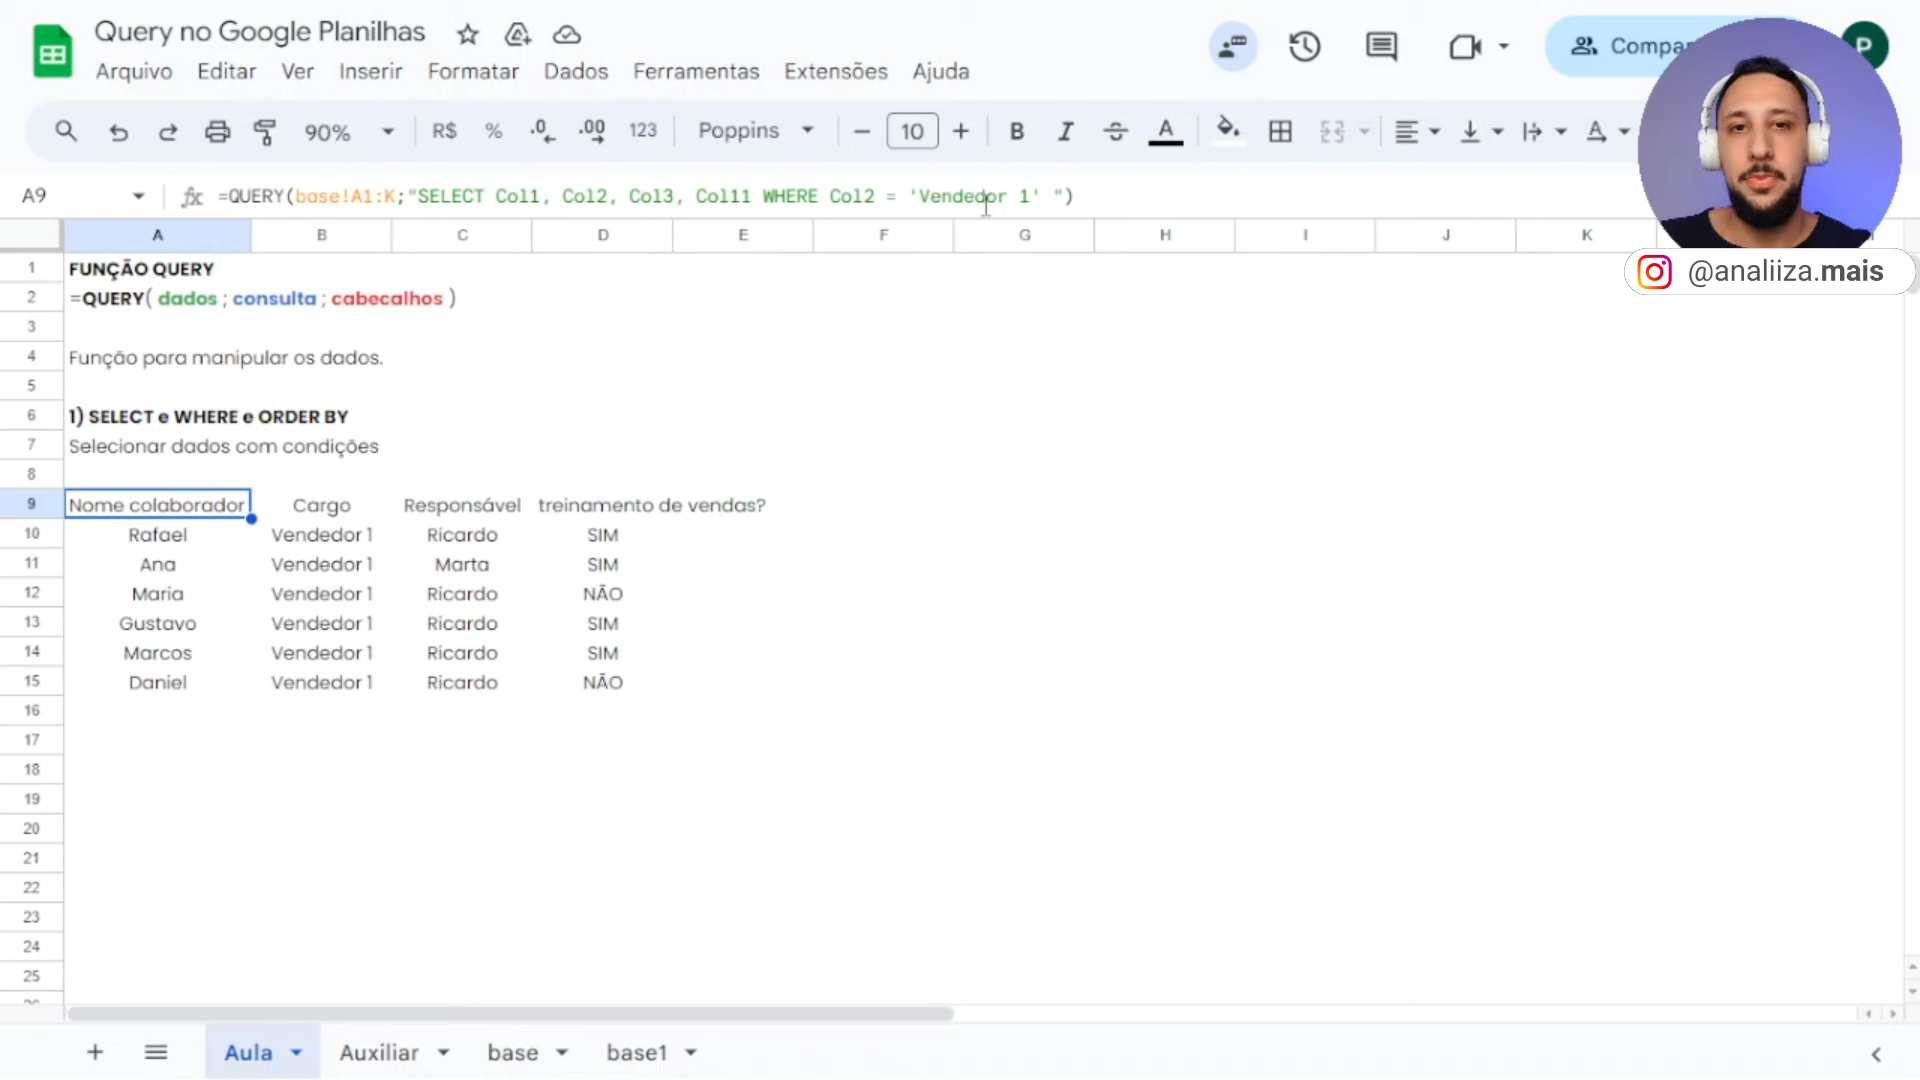 Query no Google Planilhas
Arquivo Editar Ver Inserir Formatar Dados Ferramentas Extensões Ajuda
P
90% R$ % .0 .00 123 Poppins 10 B I S A A
@analiiza.mais
A9 fx =QUERY(base!A1:K;"SELECT Col1, Col2, Col3, Col11 WHERE Col2 = 'Vendedor 1' ")
A B C D E F G H I J K
1 FUNÇÃO QUERY
2 =QUERY( dados ; consulta ; cabecalhos )
3
4 Função para manipular os dados.
5
6 1) SELECT e WHERE e ORDER BY
7 Selecionar dados com condições
8
9 Nome colaborador Cargo Responsável treinamento de vendas?
10 Rafael Vendedor 1 Ricardo SIM
11 Ana Vendedor 1 Marta SIM
12 Maria Vendedor 1 Ricardo NÃO
13 Gustavo Vendedor 1 Ricardo SIM
14 Marcos Vendedor 1 Ricardo SIM
15 Daniel Vendedor 1 Ricardo NÃO
16
17
18
19
20
21
22
23
24
25
Aula Auxiliar base base1